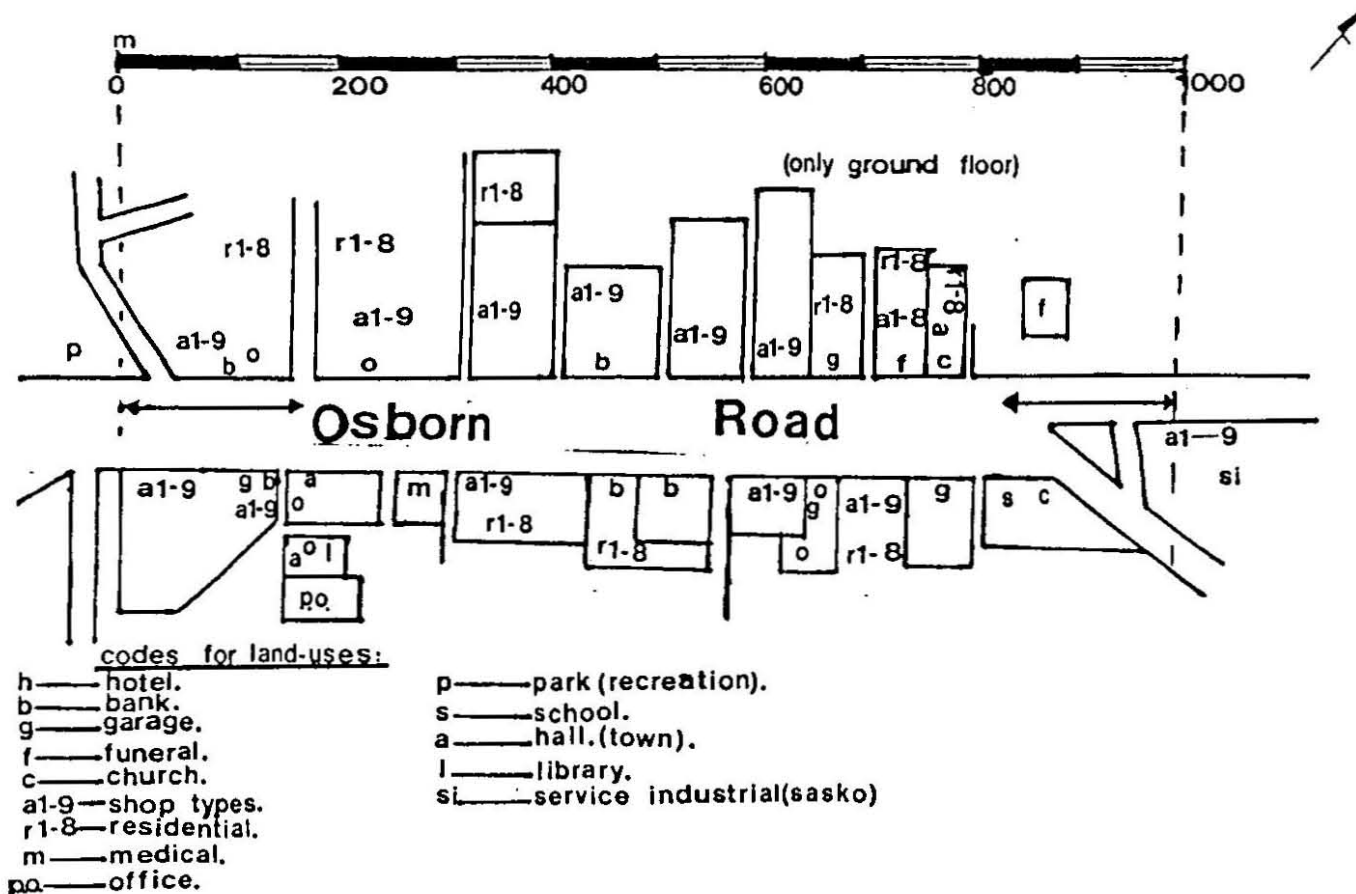 m
0 200 400 600 800 1000
(only ground floor)
r1-8
r1-8 r1-8 r1-8 r1-8
r1-8
a1-9 a1-9 a1-9 a1-9 a1-9 a1-9 r1-8 a1-8 a f
p b o o b g f c
Osborn Road
a1—9
si
a1-9 g b a m a1-9 b b a1-9 o a1-9 g s c
a1-9 o r1-8 g
r1-8 o r1-8
a o l
p.o.
codes for land-uses:
h—hotel.
b—bank.
g—garage.
f—funeral.
c—church.
a1-9—shop types.
r1-8—residential.
m—medical.
p.o.—office.
p—park (recreation).
s—school.
a—hall.(town).
l—library.
si—service industrial(sasko)